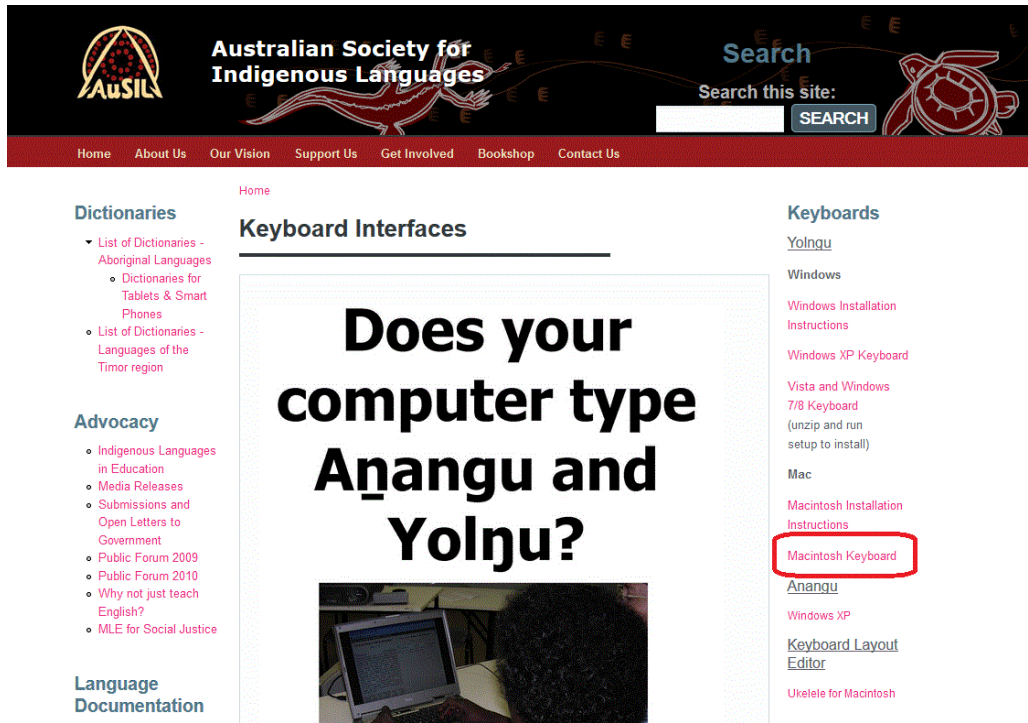 AuSIL
Australian Society for
Indigenous Languages
Search
Search this site:
SEARCH
Home About Us Our Vision Support Us Get Involved Bookshop Contact Us
Home
Dictionaries
List of Dictionaries -
Aboriginal Languages
Dictionaries for
Tablets & Smart
Phones
List of Dictionaries -
Languages of the
Timor region
Advocacy
Indigenous Languages
in Education
Media Releases
Submissions and
Open Letters to
Government
Public Forum 2009
Public Forum 2010
Why not just teach
English?
MLE for Social Justice
Language
Documentation
Keyboard Interfaces
Does your
computer type
Aṉangu and
Yolŋu?
Keyboards
Yolngu
Windows
Windows Installation
Instructions
Windows XP Keyboard
Vista and Windows
7/8 Keyboard
(unzip and run
setup to install)
Mac
Macintosh Installation
Instructions
Macintosh Keyboard
Anangu
Windows XP
Keyboard Layout
Editor
Ukelele for Macintosh